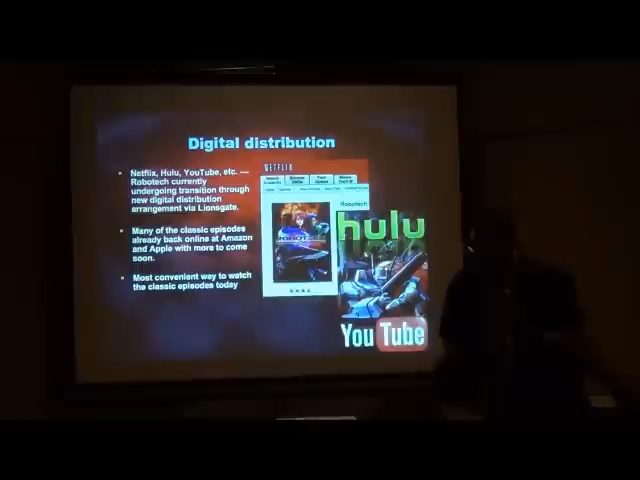 Digital distribution
• Netflix, Hulu, YouTube, etc. —
Robotech currently
undergoing transition through
new digital distribution
arrangement via Lionsgate.
• Many of the classic episodes
already back online at Amazon
and Apple with more to come
soon.
• Most convenient way to watch
the classic episodes today
NETFLIX
Robotech
hulu
YouTube